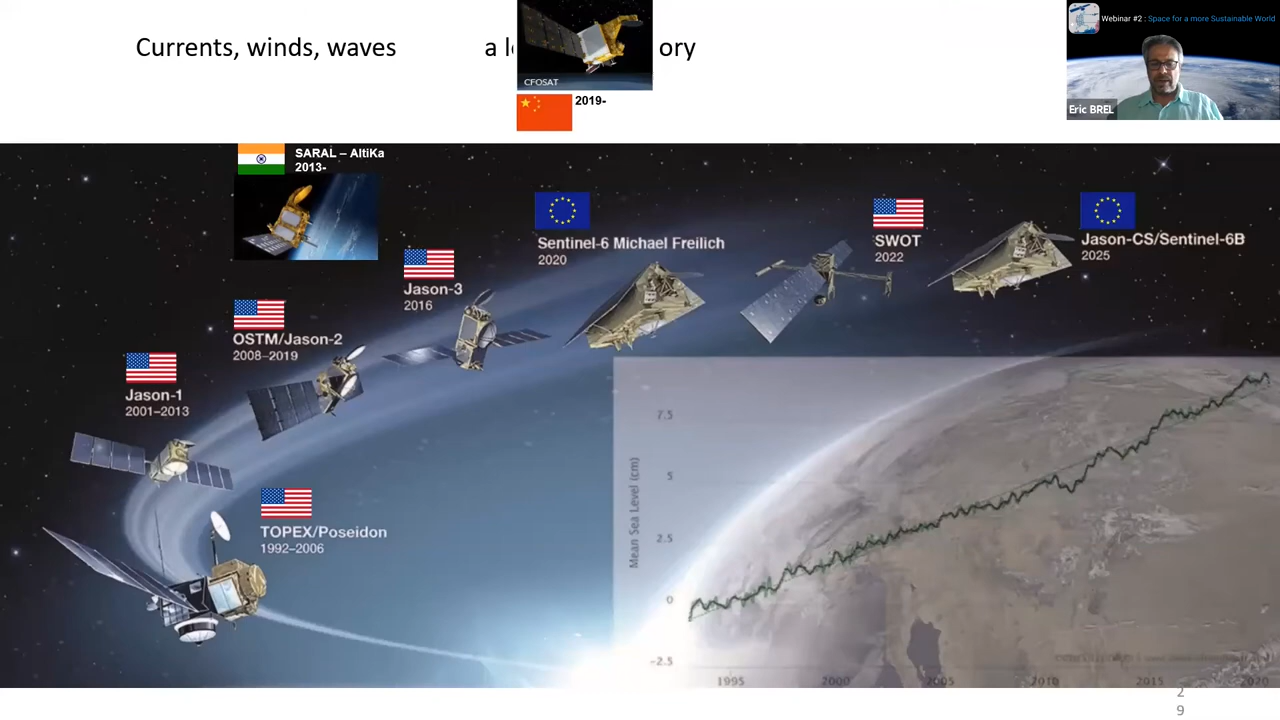 Currents, winds, waves a l ory
CFOSAT
2019-
Webinar #2 : Space for a more Sustainable World
Eric BREL
SARAL – AltiKa
2013-
Sentinel-6 Michael Freilich
2020
SWOT
2022
Jason-CS/Sentinel-6B
2025
Jason-3
2016
OSTM/Jason-2
2008–2019
Jason-1
2001–2013
TOPEX/Poseidon
1992–2006
Mean Sea Level (cm)
7.5
5
2.5
0
−2.5
1995
2000
2005
2010
2015
2020
2
9